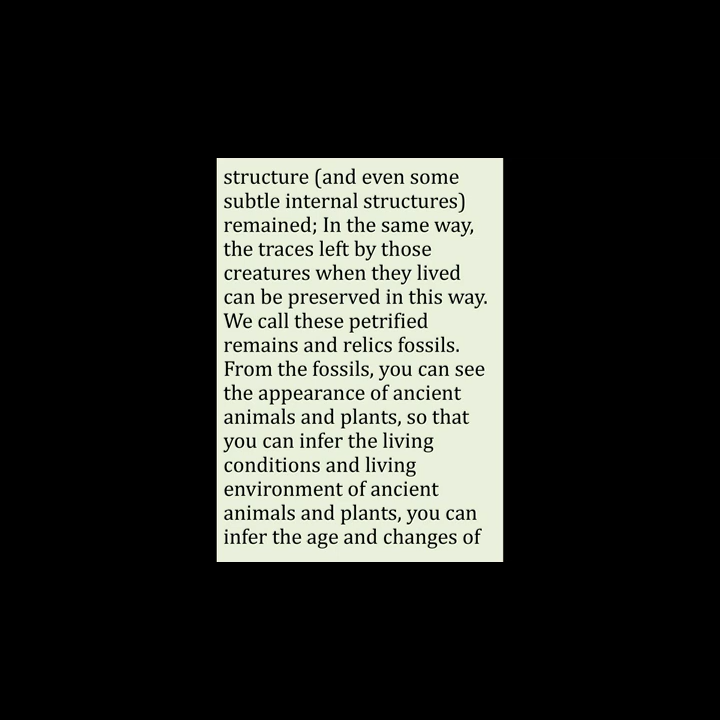 structure (and even some
subtle internal structures)
remained; In the same way,
the traces left by those
creatures when they lived
can be preserved in this way.
We call these petrified
remains and relics fossils.
From the fossils, you can see
the appearance of ancient
animals and plants, so that
you can infer the living
conditions and living
environment of ancient
animals and plants, you can
infer the age and changes of